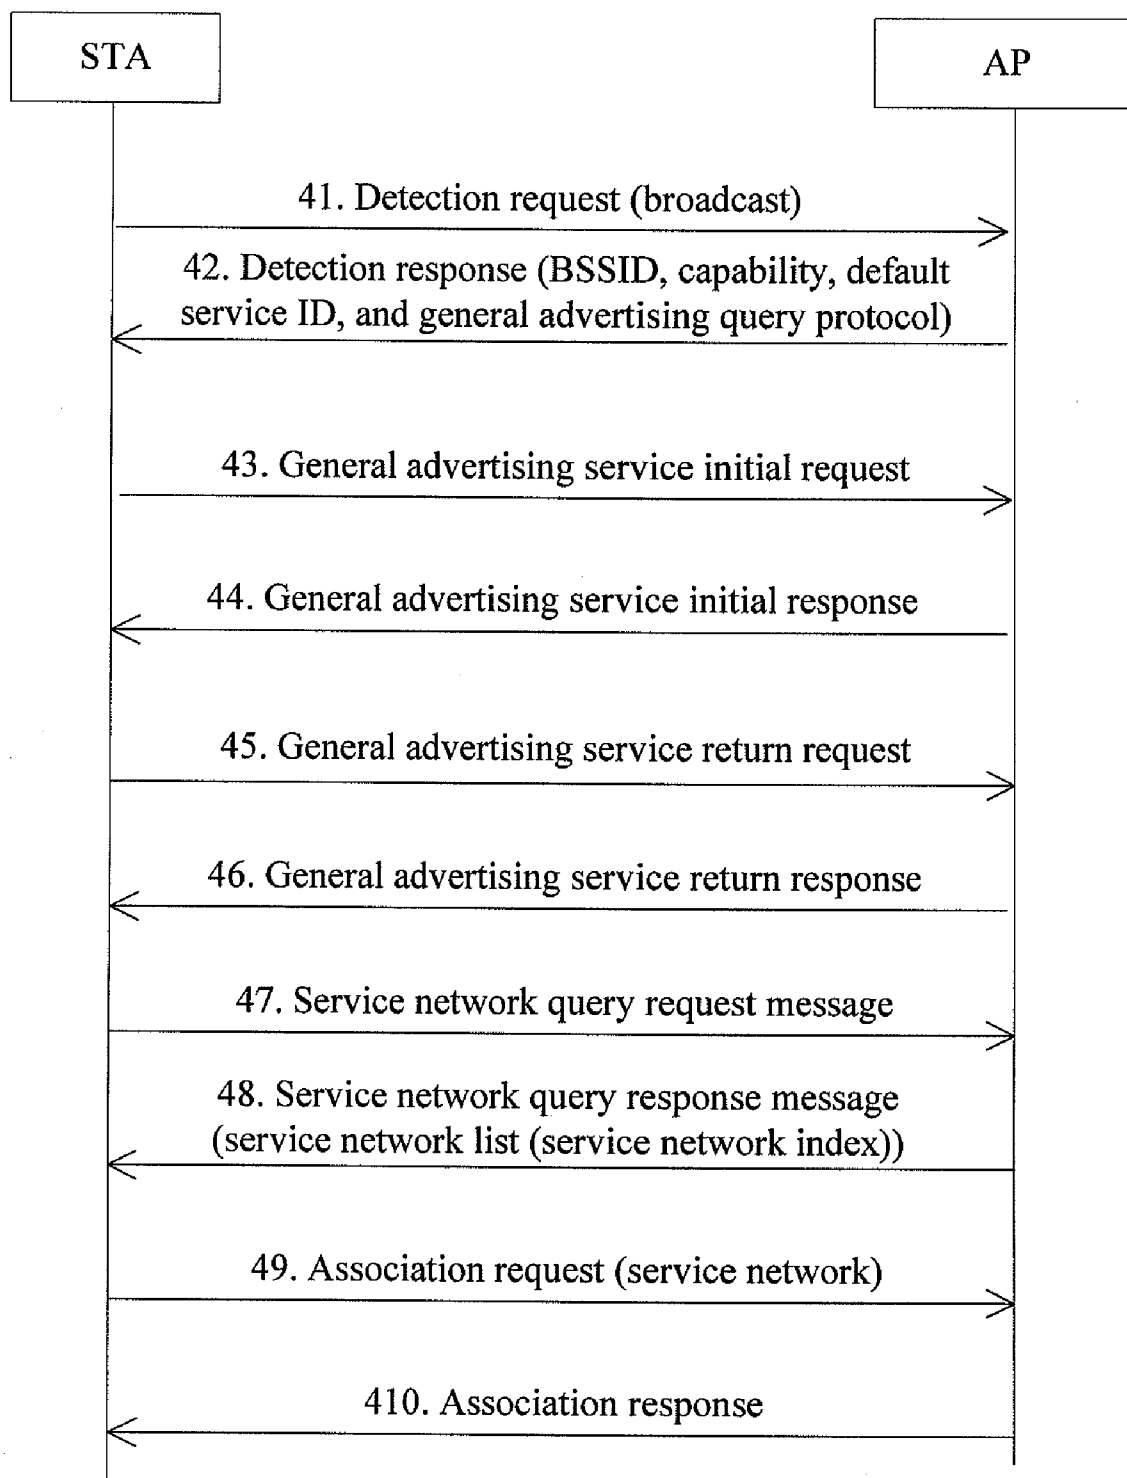 STA
AP
41. Detection request (broadcast)
42. Detection response (BSSID, capability, default
service ID, and general advertising query protocol)
43. General advertising service initial request
44. General advertising service initial response
45. General advertising service return request
46. General advertising service return response
47. Service network query request message
48. Service network query response message
(service network list (service network index))
49. Association request (service network)
410. Association response